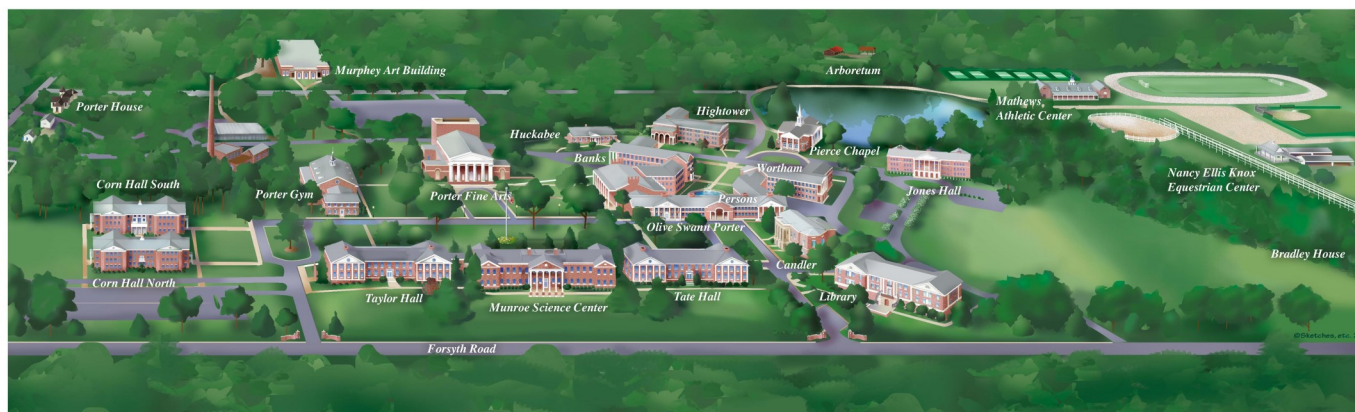 Murphey Art Building
Arboretum
Porter House
Mathews
Athletic Center
Hightower
Huckabee
Banks
Pierce Chapel
Wortham
Nancy Ellis Knox
Equestrian Center
Corn Hall South
Porter Gym
Porter Fine Arts
Jones Hall
Persons
Olive Swann Porter
Bradley House
Candler
Corn Hall North
Taylor Hall
Munroe Science Center
Tate Hall
Library
©Sketches, etc.
Forsyth Road